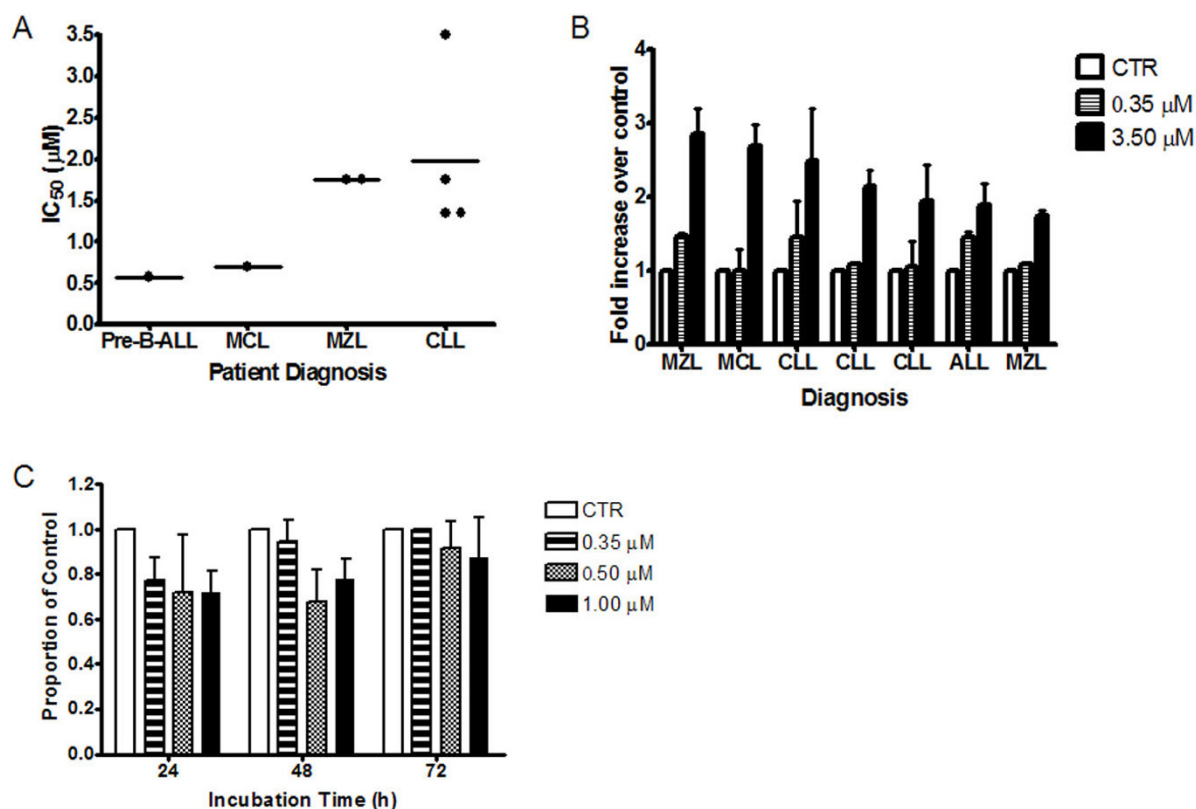 A
IC50 (μM)
3.5
3.0
2.5
2.0
1.5
1.0
0.5
0.0
Pre-B-ALL MCL MZL CLL
Patient Diagnosis
B
Fold increase over control
4
3
2
1
0
MZL MCL CLL CLL CLL ALL MZL
Diagnosis
CTR
0.35 μM
3.50 μM
C
Proportion of Control
1.2
1.0
0.8
0.6
0.4
0.2
0.0
24 48 72
Incubation Time (h)
CTR
0.35 μM
0.50 μM
1.00 μM